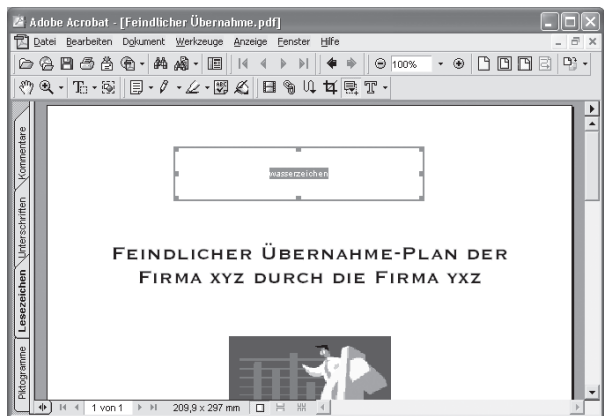 Adobe Acrobat - [Feindlicher Übernahme.pdf]
Datei Bearbeiten Dokument Werkzeuge Anzeige Fenster Hilfe
100%
Kommentare
Unterschriften
Lesezeichen
Piktogramme
wasserzeichen
Feindlicher Übernahme-Plan der
Firma xyz durch die Firma yxz
1 von 1
209,9 x 297 mm